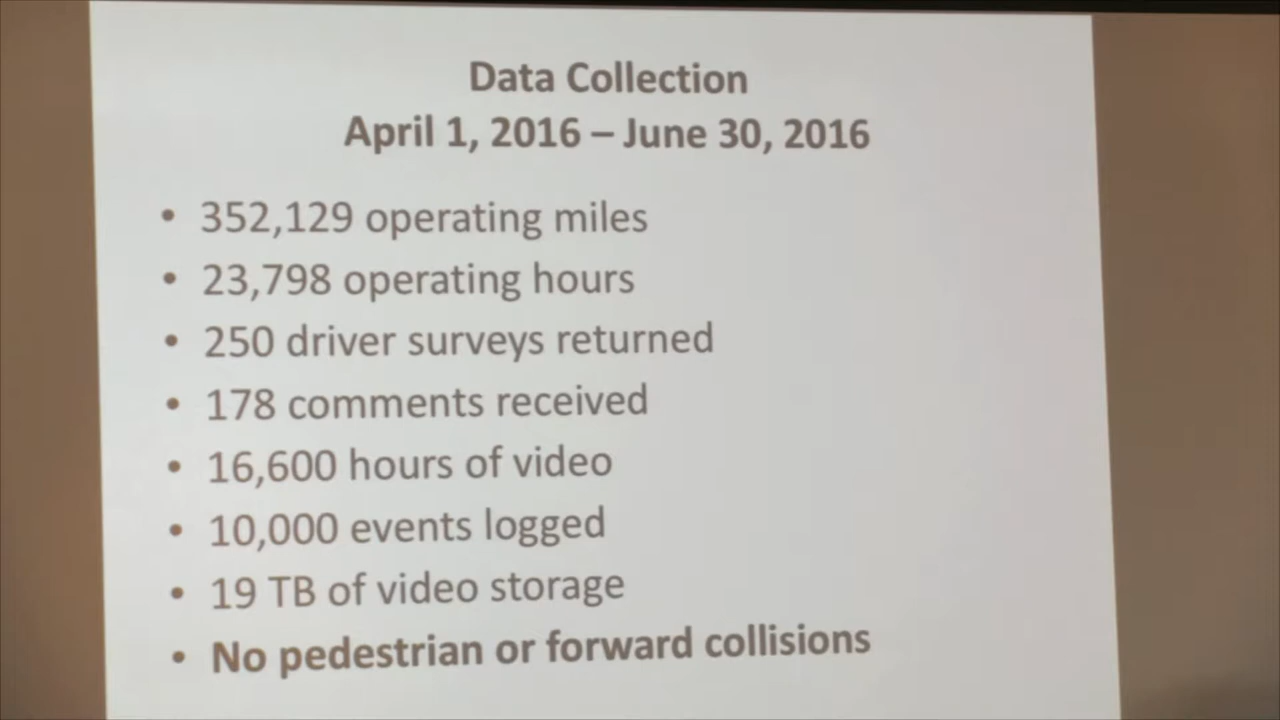 Data Collection
April 1, 2016 – June 30, 2016
• 352,129 operating miles
• 23,798 operating hours
• 250 driver surveys returned
• 178 comments received
• 16,600 hours of video
• 10,000 events logged
• 19 TB of video storage
• No pedestrian or forward collisions